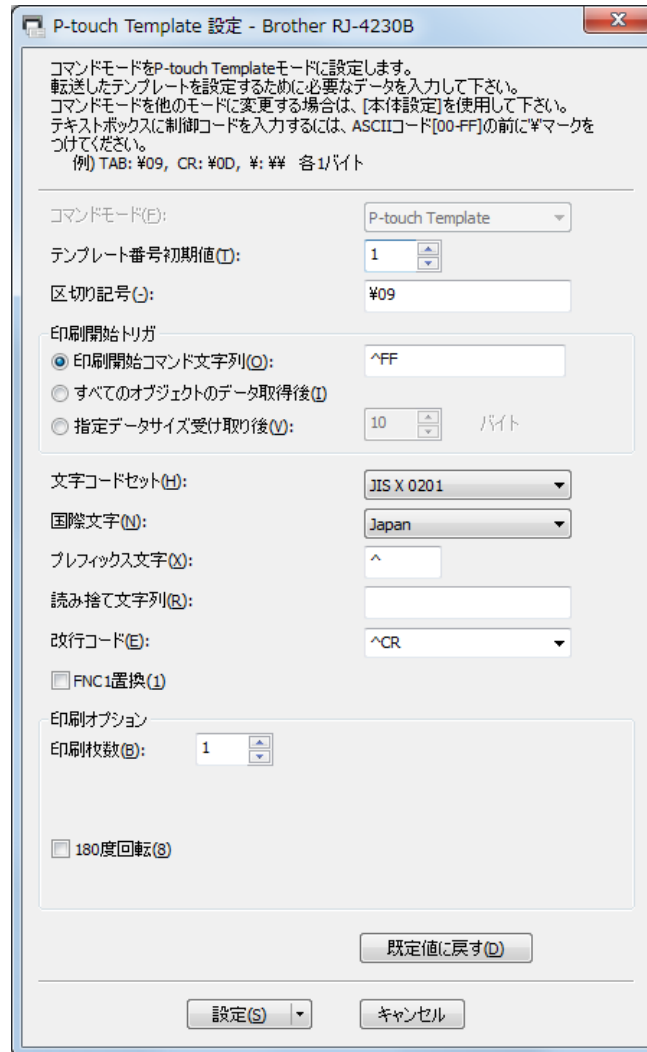 P-touch Template 設定 - Brother RJ-4230B
コマンドモードをP-touch Templateモードに設定します。
転送したテンプレートを設定するために必要なデータを入力して下さい。
コマンドモードを他のモードに変更する場合は、[本体設定]を使用して下さい。
テキストボックスに制御コードを入力するには、ASCIIコード[00-FF]の前に'¥'マークを
つけてください。
例) TAB: ¥09, CR: ¥0D, ¥: ¥¥ 各1バイト
コマンドモード(F): P-touch Template
テンプレート番号初期値(T): 1
区切り記号(-): ¥09
印刷開始トリガ
印刷開始コマンド文字列(O): ^FF
すべてのオブジェクトのデータ取得後(I)
指定データサイズ受け取り後(V): 10 バイト
文字コードセット(H): JIS X 0201
国際文字(N): Japan
プレフィックス文字(X): ^
読み捨て文字列(R):
改行コード(E): ^CR
FNC1置換(1)
印刷オプション
印刷枚数(B): 1
180度回転(8)
既定値に戻す(D)
設定(S) キャンセル